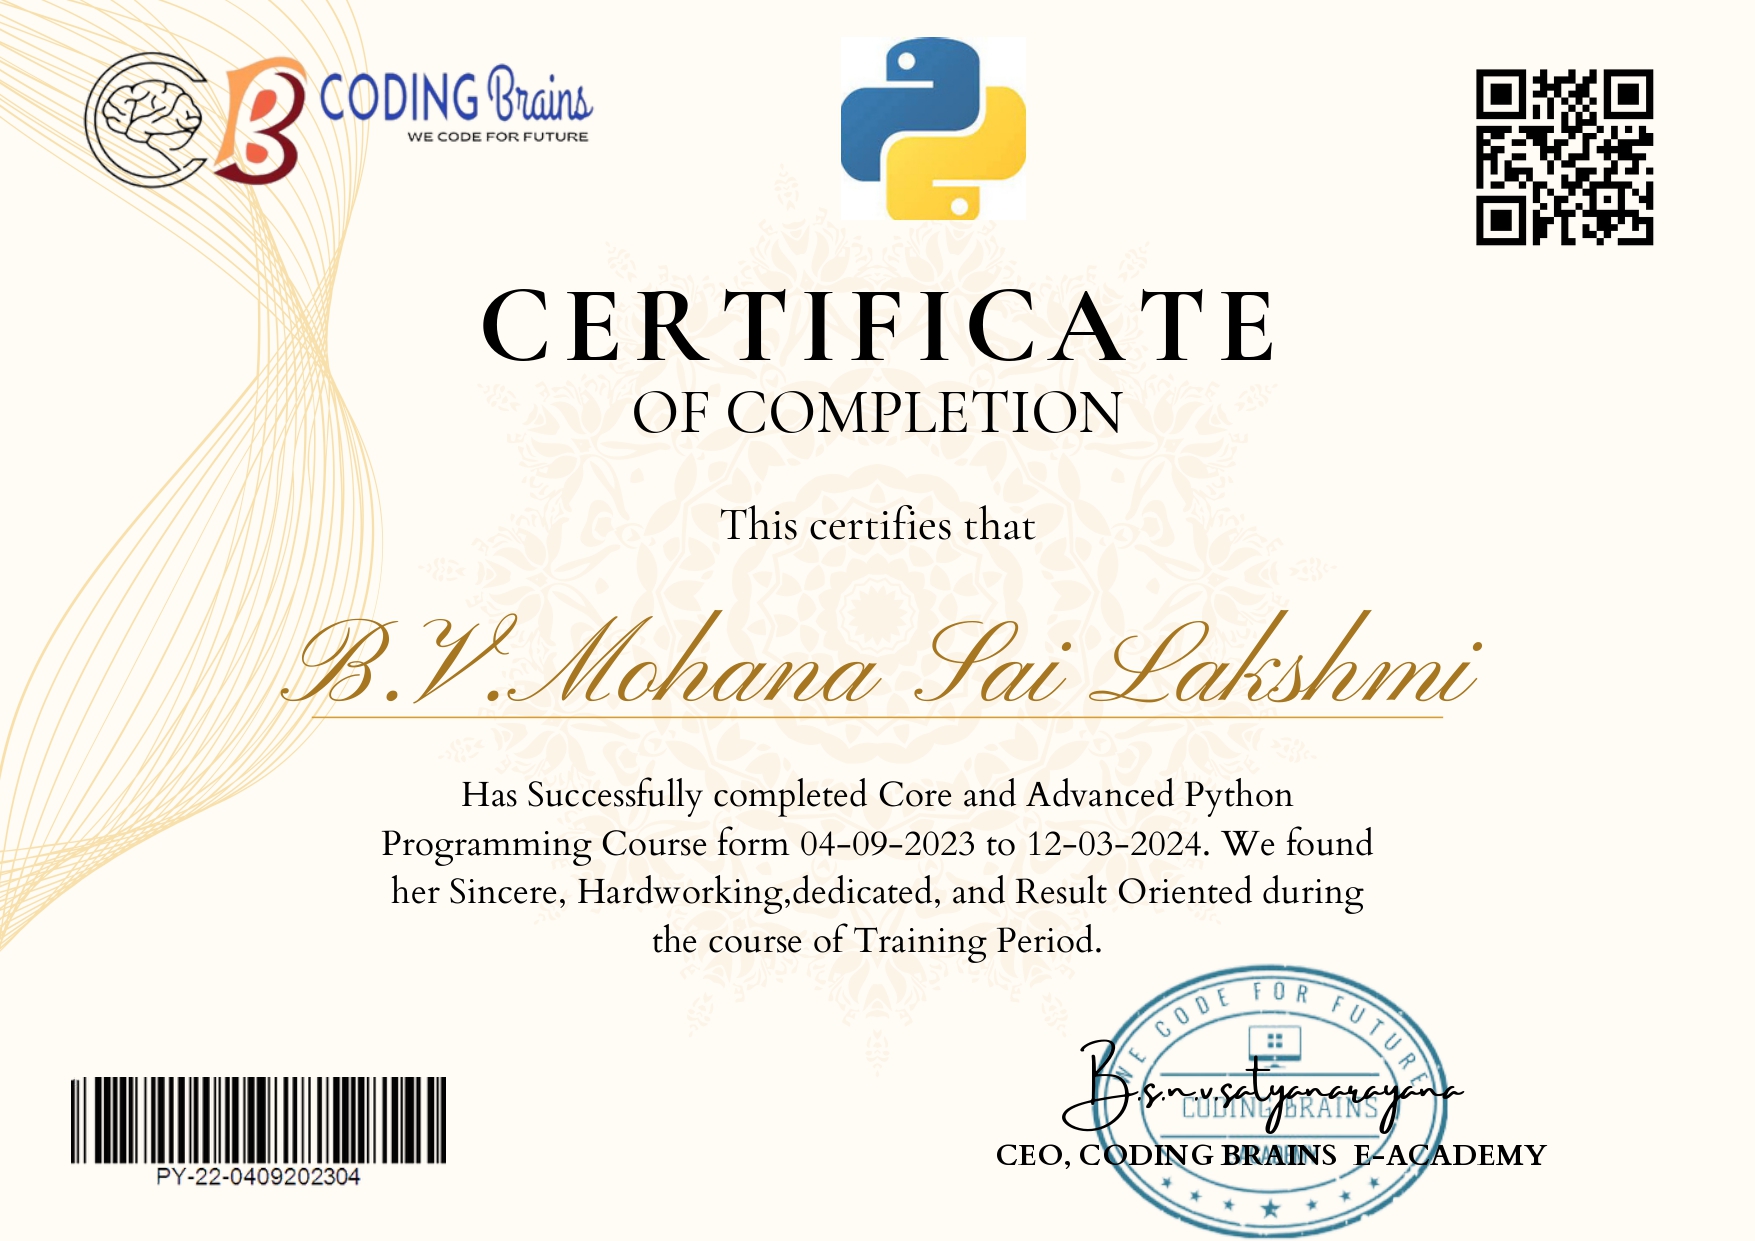 CODING Brains
WE CODE FOR FUTURE
CERTIFICATE
OF COMPLETION
This certifies that
B.V.Mohana Sai Lakshmi
Has Successfully completed Core and Advanced Python
Programming Course form 04-09-2023 to 12-03-2024. We found
her Sincere, Hardworking,dedicated, and Result Oriented during
the course of Training Period.
WE CODE FOR FUTURE
B.s.n.v.satyanarayana
CODING BRAINS
CEO, CODING BRAINS E-ACADEMY
PY-22-0409202304